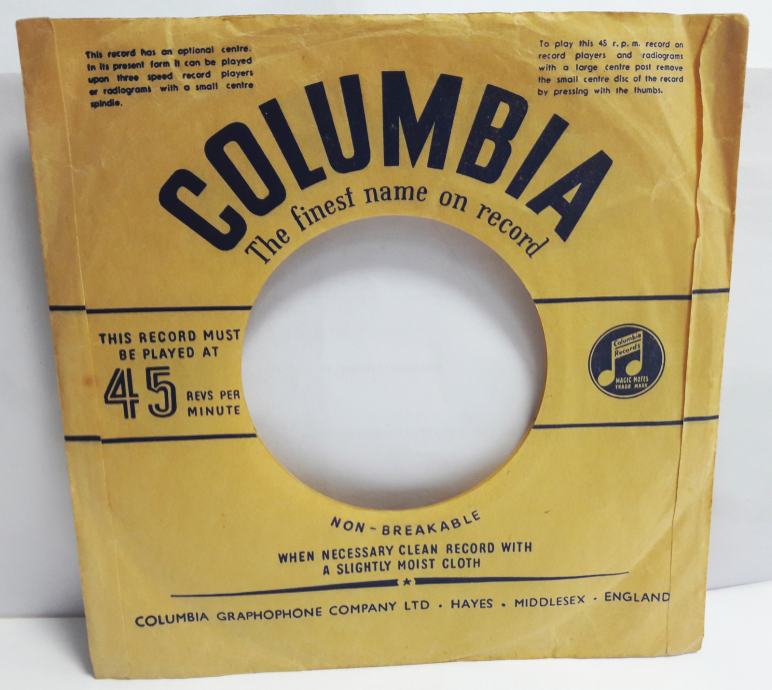 This record has an optional centre.
In its present form it can be played
upon three speed record players
or radiograms with a small centre
spindle.
To play this 45 r.p.m. record on
record players and radiograms
with a large centre post remove
the small centre disc of the record
by pressing with the thumbs.
COLUMBIA
The finest name on record
THIS RECORD MUST
BE PLAYED AT
45 REVS PER
MINUTE
Columbia
Records
MAGIC NOTES
TRADE MARK
NON-BREAKABLE
WHEN NECESSARY CLEAN RECORD WITH
A SLIGHTLY MOIST CLOTH
COLUMBIA GRAPHOPHONE COMPANY LTD · HAYES · MIDDLESEX · ENGLAND